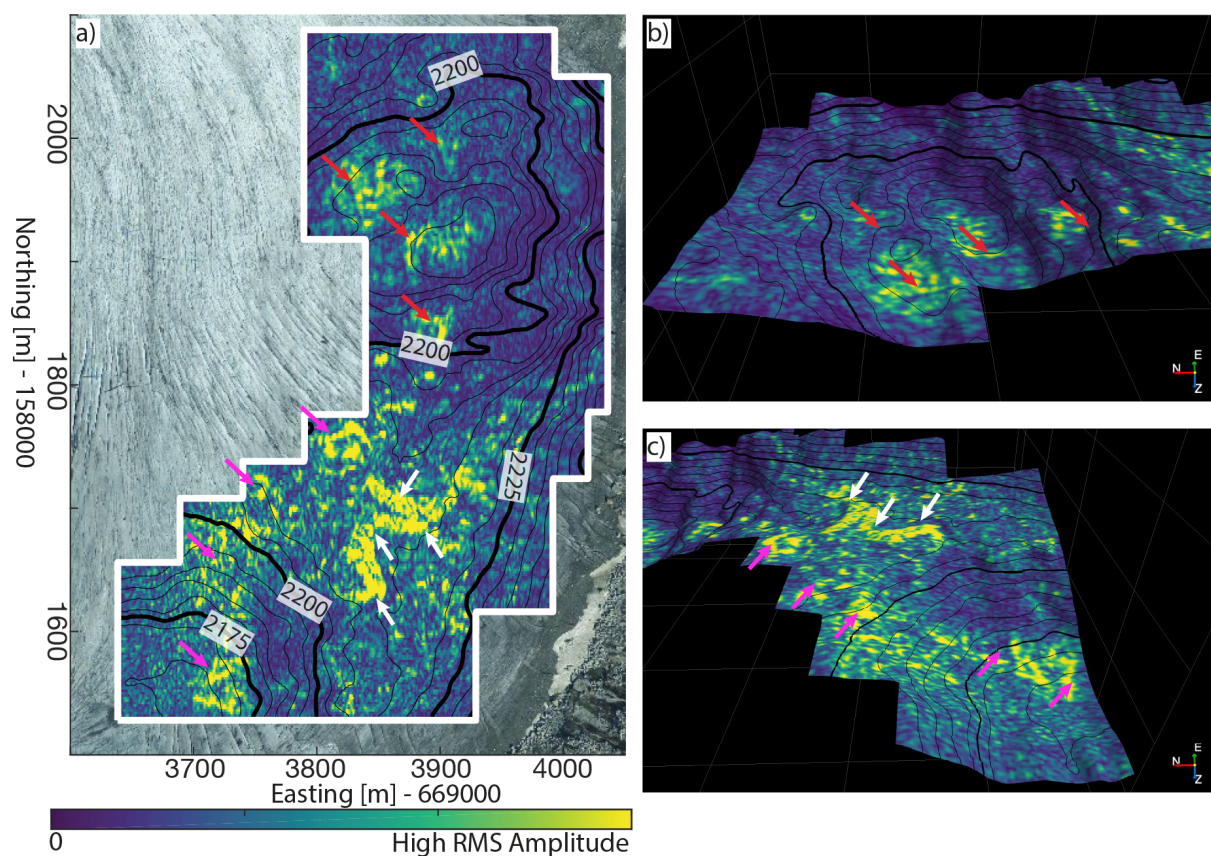 a)
2200
2000
2200
1800
Northing [m] - 158000
2225
2200
1600
2175
3700
3800
3900
4000
Easting [m] - 669000
0
High RMS Amplitude
b)
E
N
Z
c)
E
N
Z